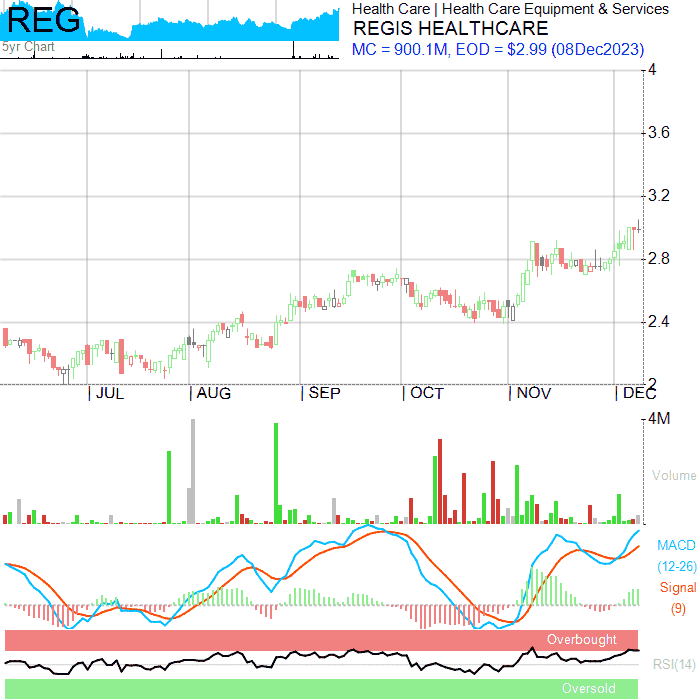 REG
5yr Chart
Health Care | Health Care Equipment & Services
REGIS HEALTHCARE
MC = 900.1M, EOD = $2.99 (08Dec2023)
4
3.6
3.2
2.8
2.4
2
JUL AUG SEP OCT NOV DEC
4M
Volume
MACD
(12-26)
Signal
(9)
Overbought
RSI(14)
Oversold